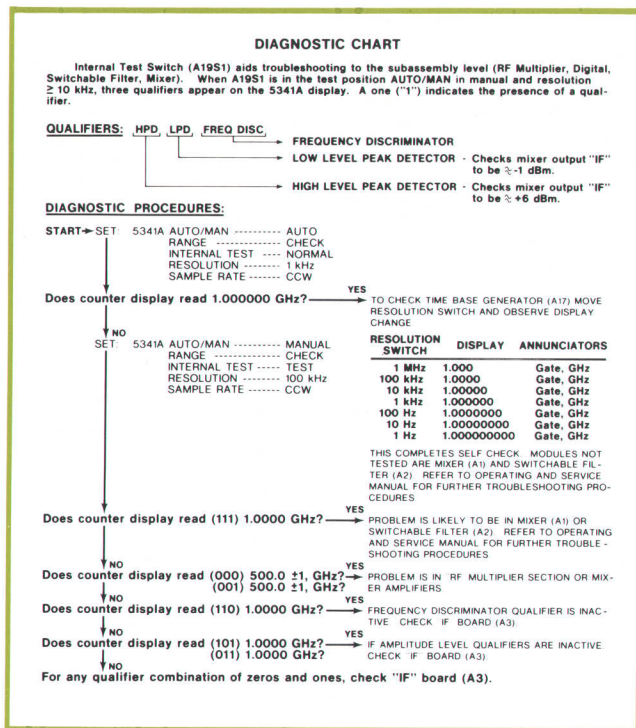 DIAGNOSTIC CHART
Internal Test Switch (A19S1) aids troubleshooting to the subassembly level (RF Multiplier, Digital,
Switchable Filter, Mixer). When A19S1 is in the test position AUTO/MAN in manual and resolution
≥ 10 kHz, three qualifiers appear on the 5341A display. A one ("1") indicates the presence of a qual-
ifier.
QUALIFIERS: HPD, LPD, FREQ DISC,
FREQUENCY DISCRIMINATOR
LOW LEVEL PEAK DETECTOR - Checks mixer output "IF"
to be ≳ -1 dBm.
HIGH LEVEL PEAK DETECTOR - Checks mixer output "IF"
to be ≳ +6 dBm.
DIAGNOSTIC PROCEDURES:
START→ SET: 5341A AUTO/MAN ---------- AUTO
RANGE ------------- CHECK
INTERNAL TEST ---- NORMAL
RESOLUTION -------- 1 kHz
SAMPLE RATE ------ CCW
Does counter display read 1.000000 GHz? YES
TO CHECK TIME BASE GENERATOR (A17) MOVE
RESOLUTION SWITCH AND OBSERVE DISPLAY
CHANGE
NO
SET: 5341A AUTO/MAN ---------- MANUAL
RANGE ------------- CHECK
INTERNAL TEST ----- TEST
RESOLUTION -------- 100 kHz
SAMPLE RATE ------ CCW
RESOLUTION SWITCH DISPLAY ANNUNCIATORS
1 MHz 1.000 Gate, GHz
100 kHz 1.0000 Gate, GHz
10 kHz 1.00000 Gate, GHz
1 kHz 1.000000 Gate, GHz
100 Hz 1.0000000 Gate, GHz
10 Hz 1.00000000 Gate, GHz
1 Hz 1.000000000 Gate, GHz
THIS COMPLETES SELF CHECK. MODULES NOT
TESTED ARE MIXER (A1) AND SWITCHABLE FIL-
TER (A2). REFER TO OPERATING AND SERVICE
MANUAL FOR FURTHER TROUBLESHOOTING PRO-
CEDURES
Does counter display read (111) 1.0000 GHz? YES
PROBLEM IS LIKELY TO BE IN MIXER (A1) OR
SWITCHABLE FILTER (A2). REFER TO OPERATING
AND SERVICE MANUAL FOR FURTHER TROUBLE-
SHOOTING PROCEDURES
NO
Does counter display read (000) 500.0 ±1, GHz? YES
(001) 500.0 ±1, GHz?
PROBLEM IS IN RF MULTIPLIER SECTION OR MIX-
ER AMPLIFIERS
NO
Does counter display read (110) 1.0000 GHz? YES
FREQUENCY DISCRIMINATOR QUALIFIER IS INAC-
TIVE CHECK IF BOARD (A3)
NO
Does counter display read (101) 1.0000 GHz? YES
(011) 1.0000 GHz?
IF AMPLITUDE LEVEL QUALIFIERS ARE INACTIVE
CHECK "IF" BOARD (A3)
NO
For any qualifier combination of zeros and ones, check "IF" board (A3).